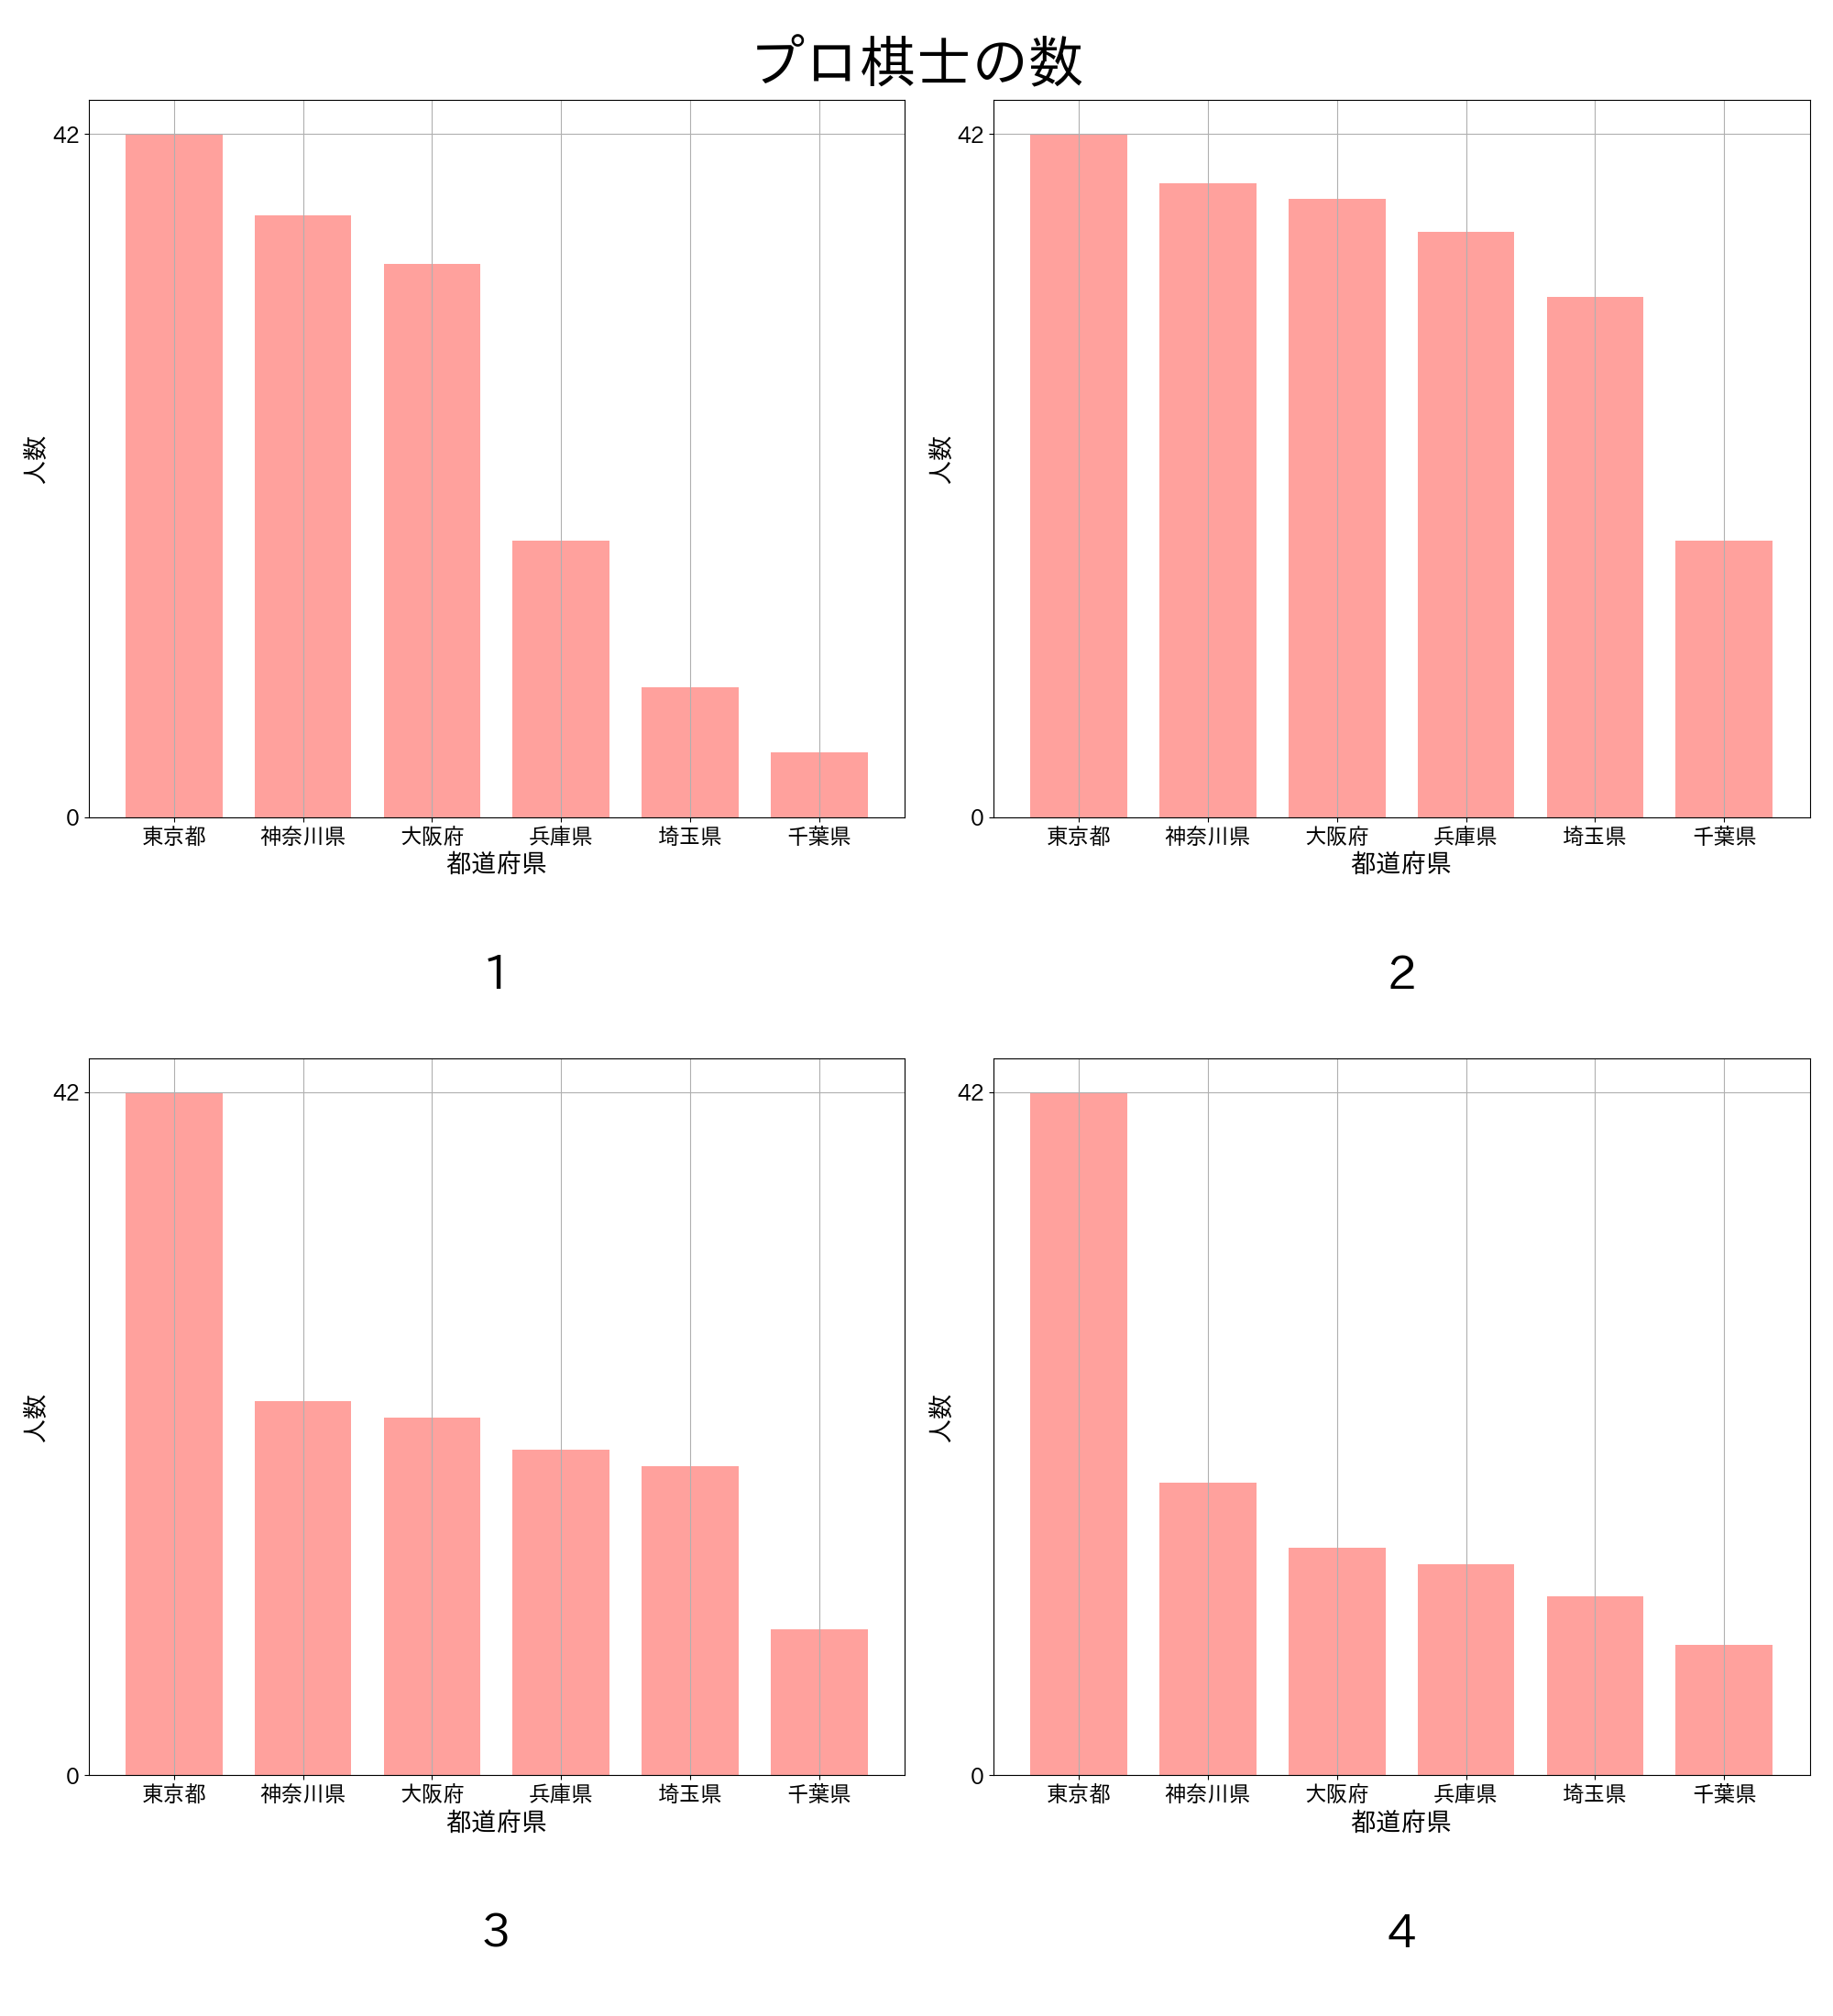 プロ棋士の数
42
0
人数
東京都 神奈川県 大阪府 兵庫県 埼玉県 千葉県
都道府県
1
42
0
人数
東京都 神奈川県 大阪府 兵庫県 埼玉県 千葉県
都道府県
2
42
0
人数
東京都 神奈川県 大阪府 兵庫県 埼玉県 千葉県
都道府県
3
42
0
人数
東京都 神奈川県 大阪府 兵庫県 埼玉県 千葉県
都道府県
4